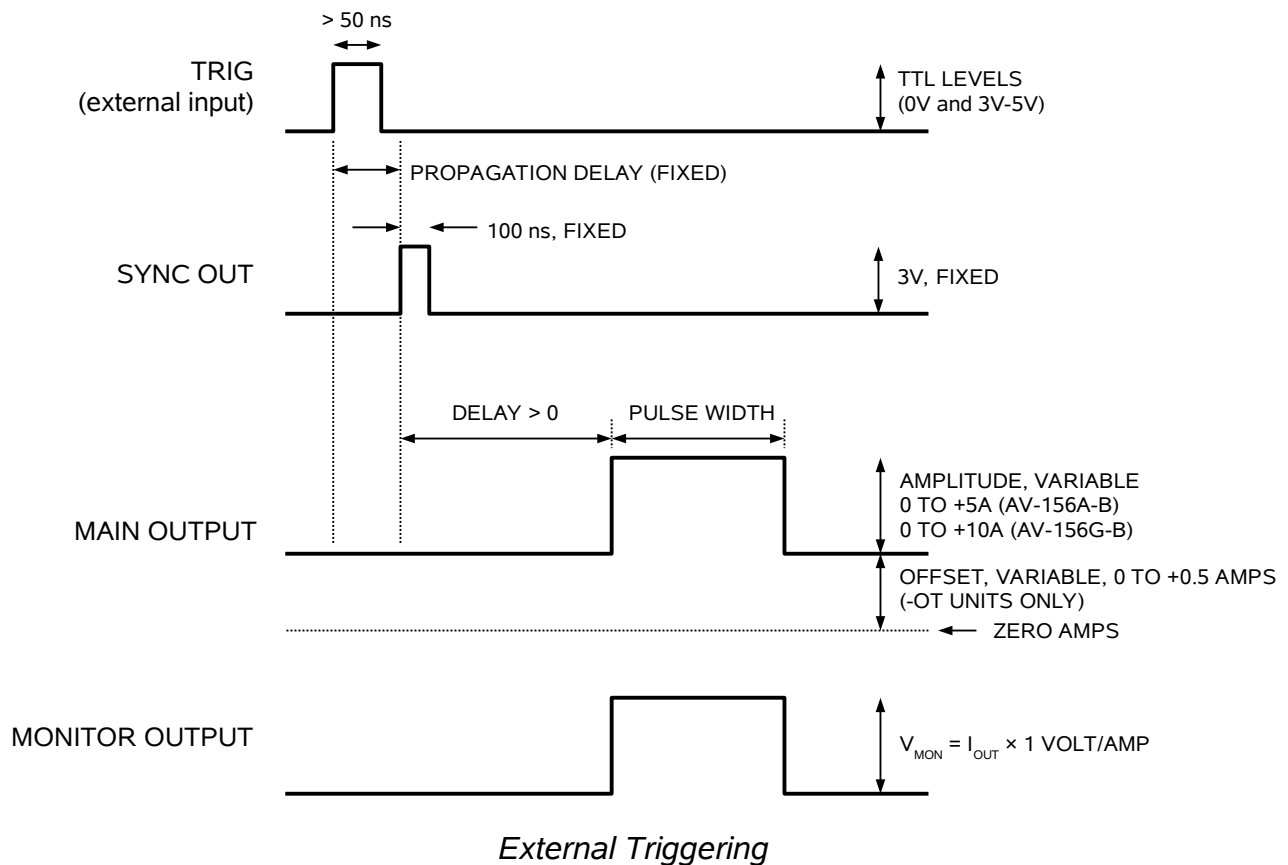 > 50 ns
TRIG
(external input)
TTL LEVELS
(0V and 3V-5V)
PROPAGATION DELAY (FIXED)
100 ns, FIXED
SYNC OUT
3V, FIXED
DELAY > 0
PULSE WIDTH
AMPLITUDE, VARIABLE
0 TO +5A (AV-156A-B)
0 TO +10A (AV-156G-B)
MAIN OUTPUT
OFFSET, VARIABLE, 0 TO +0.5 AMPS
(-OT UNITS ONLY)
ZERO AMPS
MONITOR OUTPUT
V_MON = I_OUT × 1 VOLT/AMP
External Triggering